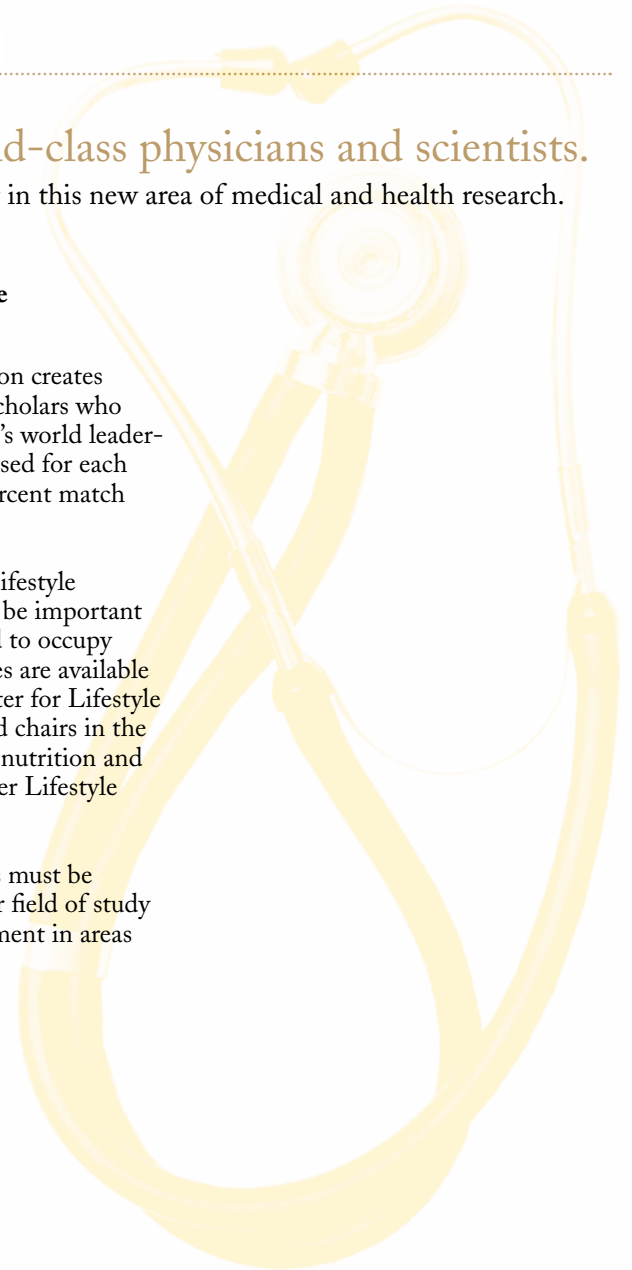 d-class physicians and scientists.
in this new area of medical and health research.
e
on creates
cholars who
's world leader-
sed for each
rcent match
ifestyle
be important
d to occupy
es are available
ter for Lifestyle
d chairs in the
nutrition and
er Lifestyle
s must be
r field of study
ment in areas